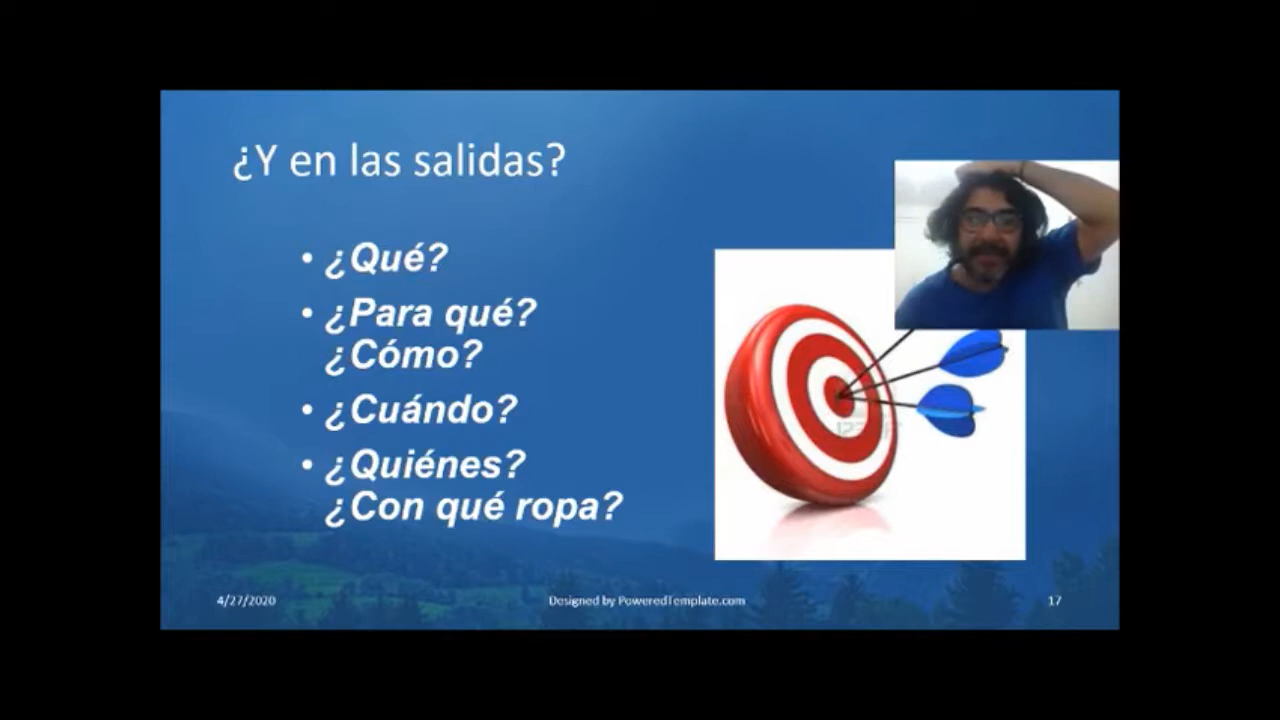 ¿Y en las salidas?
• ¿Qué?
• ¿Para qué?
¿Cómo?
• ¿Cuándo?
• ¿Quiénes?
¿Con qué ropa?
4/27/2020
Designed by PoweredTemplate.com
17